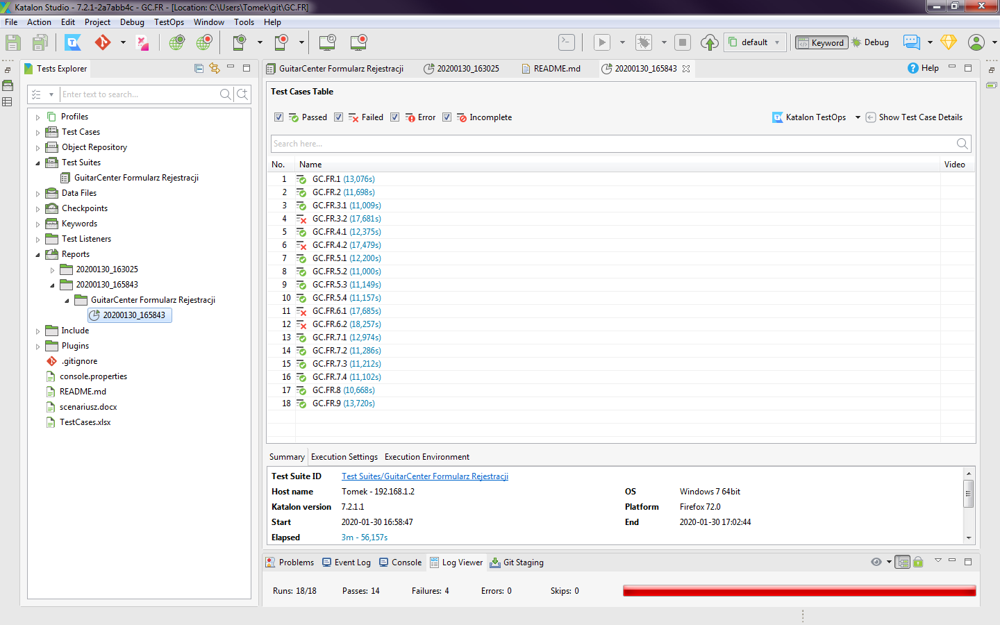 Katalon Studio - 7.2.1-2a7abb4c - GC.FR - [Location: C:\Users\Tomek\git\GC.FR]
File Action Edit Project Debug TestOps Window Tools Help
default Keyword Debug
Tests Explorer
Enter text to search...
Profiles
Test Cases
Object Repository
Test Suites
GuitarCenter Formularz Rejestracji
Data Files
Checkpoints
Keywords
Test Listeners
Reports
20200130_163025
20200130_165843
GuitarCenter Formularz Rejestracji
20200130_165843
Include
Plugins
.gitignore
console.properties
README.md
scenariusz.docx
TestCases.xlsx
GuitarCenter Formularz Rejestracji 20200130_163025 README.md 20200130_165843 Help
Test Cases Table
Passed Failed Error Incomplete Katalon TestOps Show Test Case Details
Search here...
No. Name Video
1 GC.FR.1 (13,076s)
2 GC.FR.2 (11,698s)
3 GC.FR.3.1 (11,009s)
4 GC.FR.3.2 (17,681s)
5 GC.FR.4.1 (12,375s)
6 GC.FR.4.2 (17,479s)
7 GC.FR.5.1 (12,200s)
8 GC.FR.5.2 (11,000s)
9 GC.FR.5.3 (11,149s)
10 GC.FR.5.4 (11,157s)
11 GC.FR.6.1 (17,685s)
12 GC.FR.6.2 (18,257s)
13 GC.FR.7.1 (12,974s)
14 GC.FR.7.2 (11,286s)
15 GC.FR.7.3 (11,212s)
16 GC.FR.7.4 (11,102s)
17 GC.FR.8 (10,668s)
18 GC.FR.9 (13,720s)
Summary Execution Settings Execution Environment
Test Suite ID Test Suites/GuitarCenter Formularz Rejestracji
Host name Tomek - 192.168.1.2 OS Windows 7 64bit
Katalon version 7.2.1.1 Platform Firefox 72.0
Start 2020-01-30 16:58:47 End 2020-01-30 17:02:44
Elapsed 3m - 56,157s
Problems Event Log Console Log Viewer Git Staging
Runs: 18/18 Passes: 14 Failures: 4 Errors: 0 Skips: 0